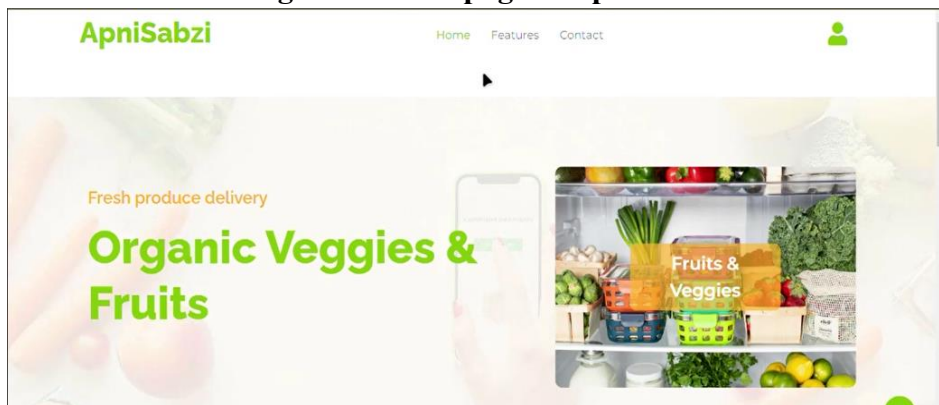 ApniSabzi
Home Features Contact
Fresh produce delivery
Organic Veggies &
Fruits
Fruits &
Veggies